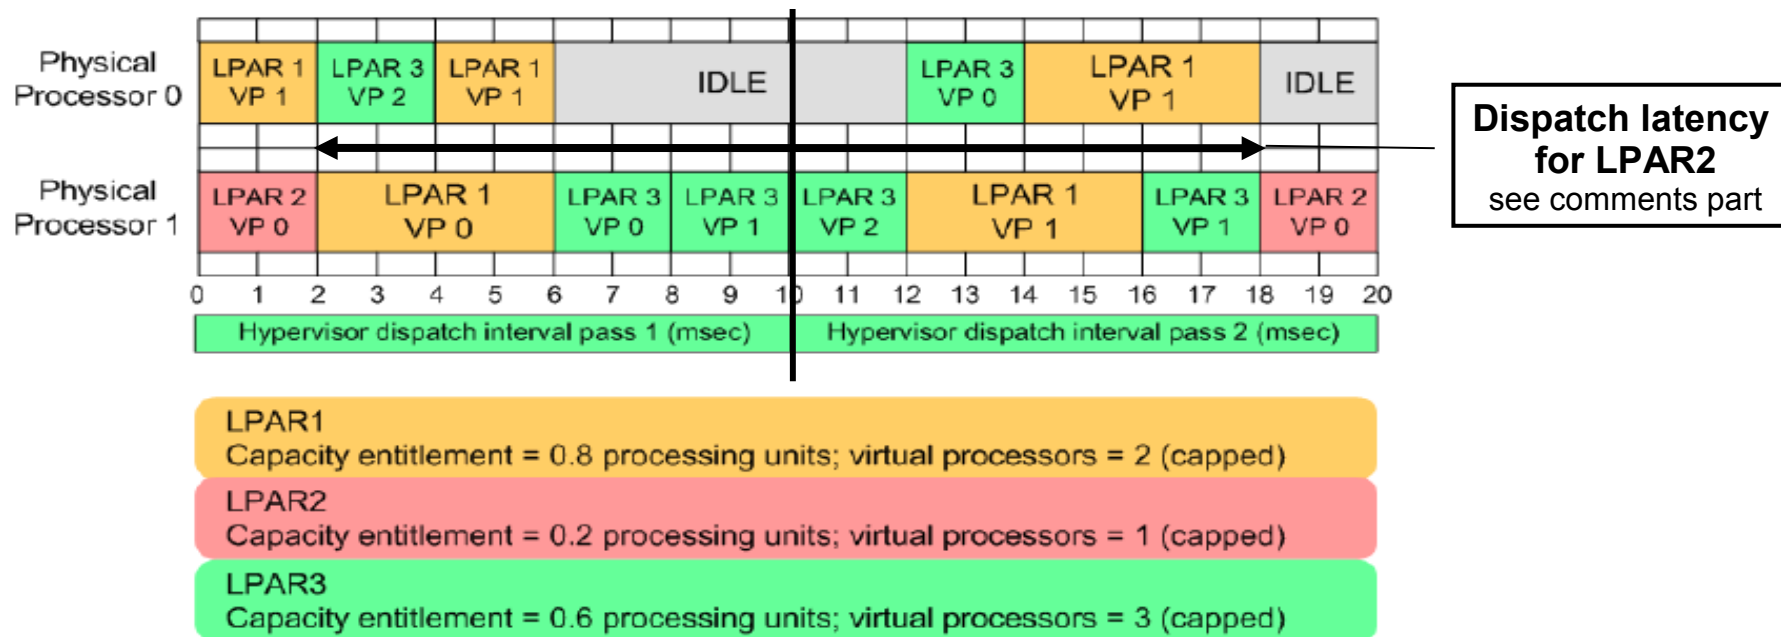 Physical
Processor 0
LPAR 1
VP 1
LPAR 3
VP 2
LPAR 1
VP 1
IDLE
LPAR 3
VP 0
LPAR 1
VP 1
IDLE
Dispatch latency
for LPAR2
see comments part
Physical
Processor 1
LPAR 2
VP 0
LPAR 1
VP 0
LPAR 3
VP 0
LPAR 3
VP 1
LPAR 3
VP 2
LPAR 1
VP 1
LPAR 3
VP 1
LPAR 2
VP 0
0 1 2 3 4 5 6 7 8 9 10 11 12 13 14 15 16 17 18 19 20
Hypervisor dispatch interval pass 1 (msec)
Hypervisor dispatch interval pass 2 (msec)
LPAR1
Capacity entitlement = 0.8 processing units; virtual processors = 2 (capped)
LPAR2
Capacity entitlement = 0.2 processing units; virtual processors = 1 (capped)
LPAR3
Capacity entitlement = 0.6 processing units; virtual processors = 3 (capped)